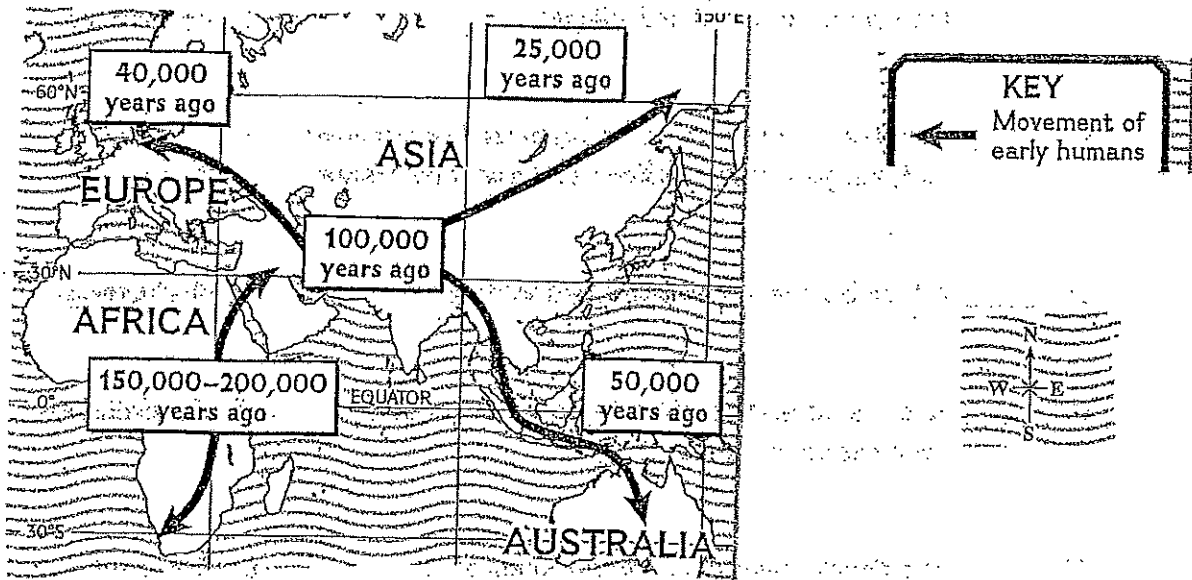 150°E
40,000
years ago
25,000
years ago
60°N
ASIA
EUROPE
100,000
years ago
30°N
AFRICA
150,000–200,000
years ago
0°
EQUATOR
50,000
years ago
30°S
AUSTRALIA
KEY
Movement of
early humans
N
W
E
S